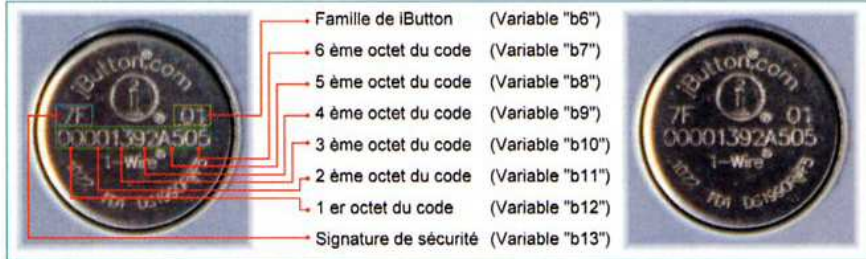 Famille de iButton (Variable "b6")
6 ème octet du code (Variable "b7")
5 ème octet du code (Variable "b8")
4 ème octet du code (Variable "b9")
3 ème octet du code (Variable "b10")
2 ème octet du code (Variable "b11")
1 er octet du code (Variable "b12")
Signature de sécurité (Variable "b13")
iButton.com
7F 01
00001392A505
1-Wire®
1077
iButton.com
7F 01
00001392A505
1-Wire®
1077